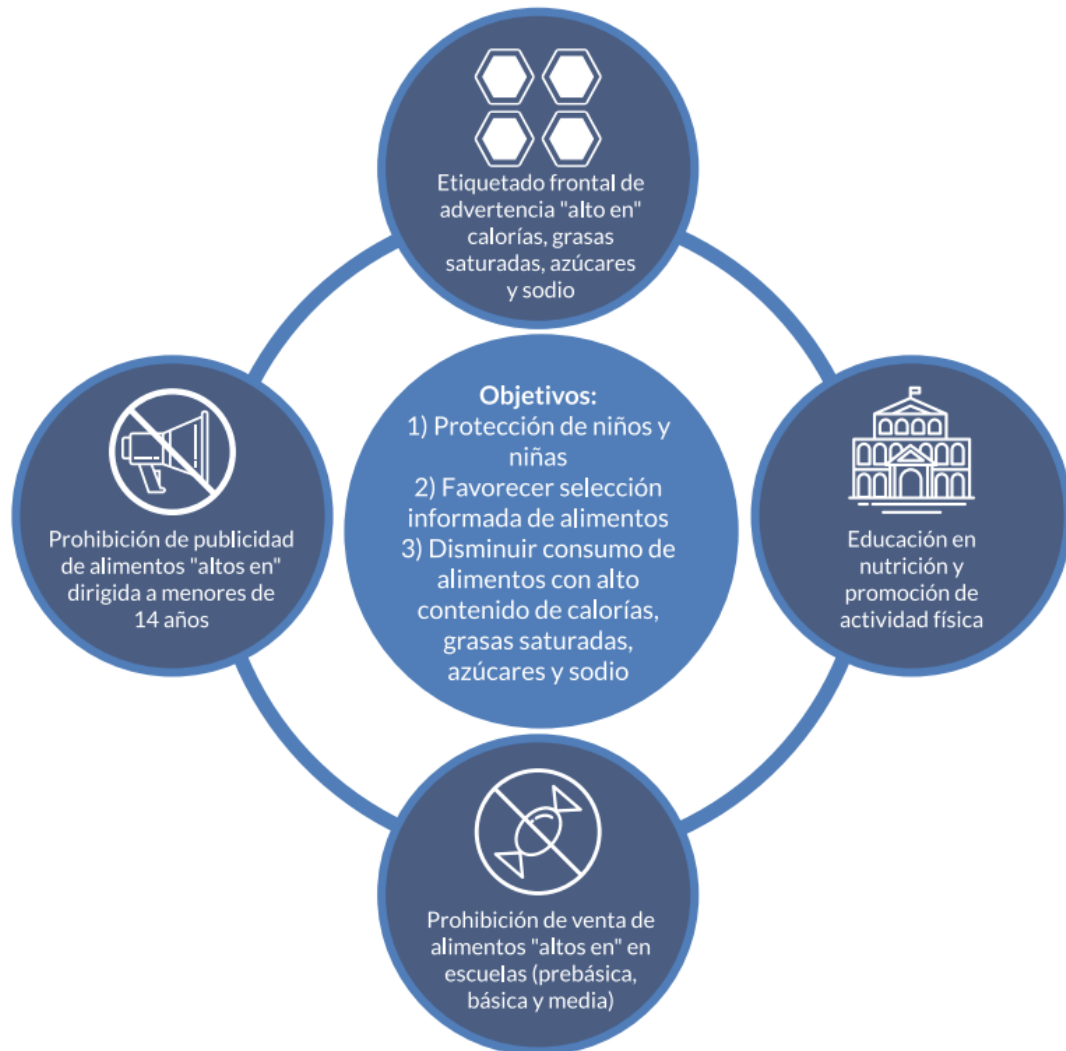 Etiquetado frontal de
advertencia "alto en"
calorías, grasas
saturadas, azúcares
y sodio
Objetivos:
1) Protección de niños y
niñas
2) Favorecer selección
informada de alimentos
3) Disminuir consumo de
alimentos con alto
contenido de calorías,
grasas saturadas,
azúcares y sodio
Prohibición de publicidad
de alimentos "altos en"
dirigida a menores de
14 años
Educación en
nutrición y
promoción de
actividad física
Prohibición de venta de
alimentos "altos en" en
escuelas (prebásica,
básica y media)